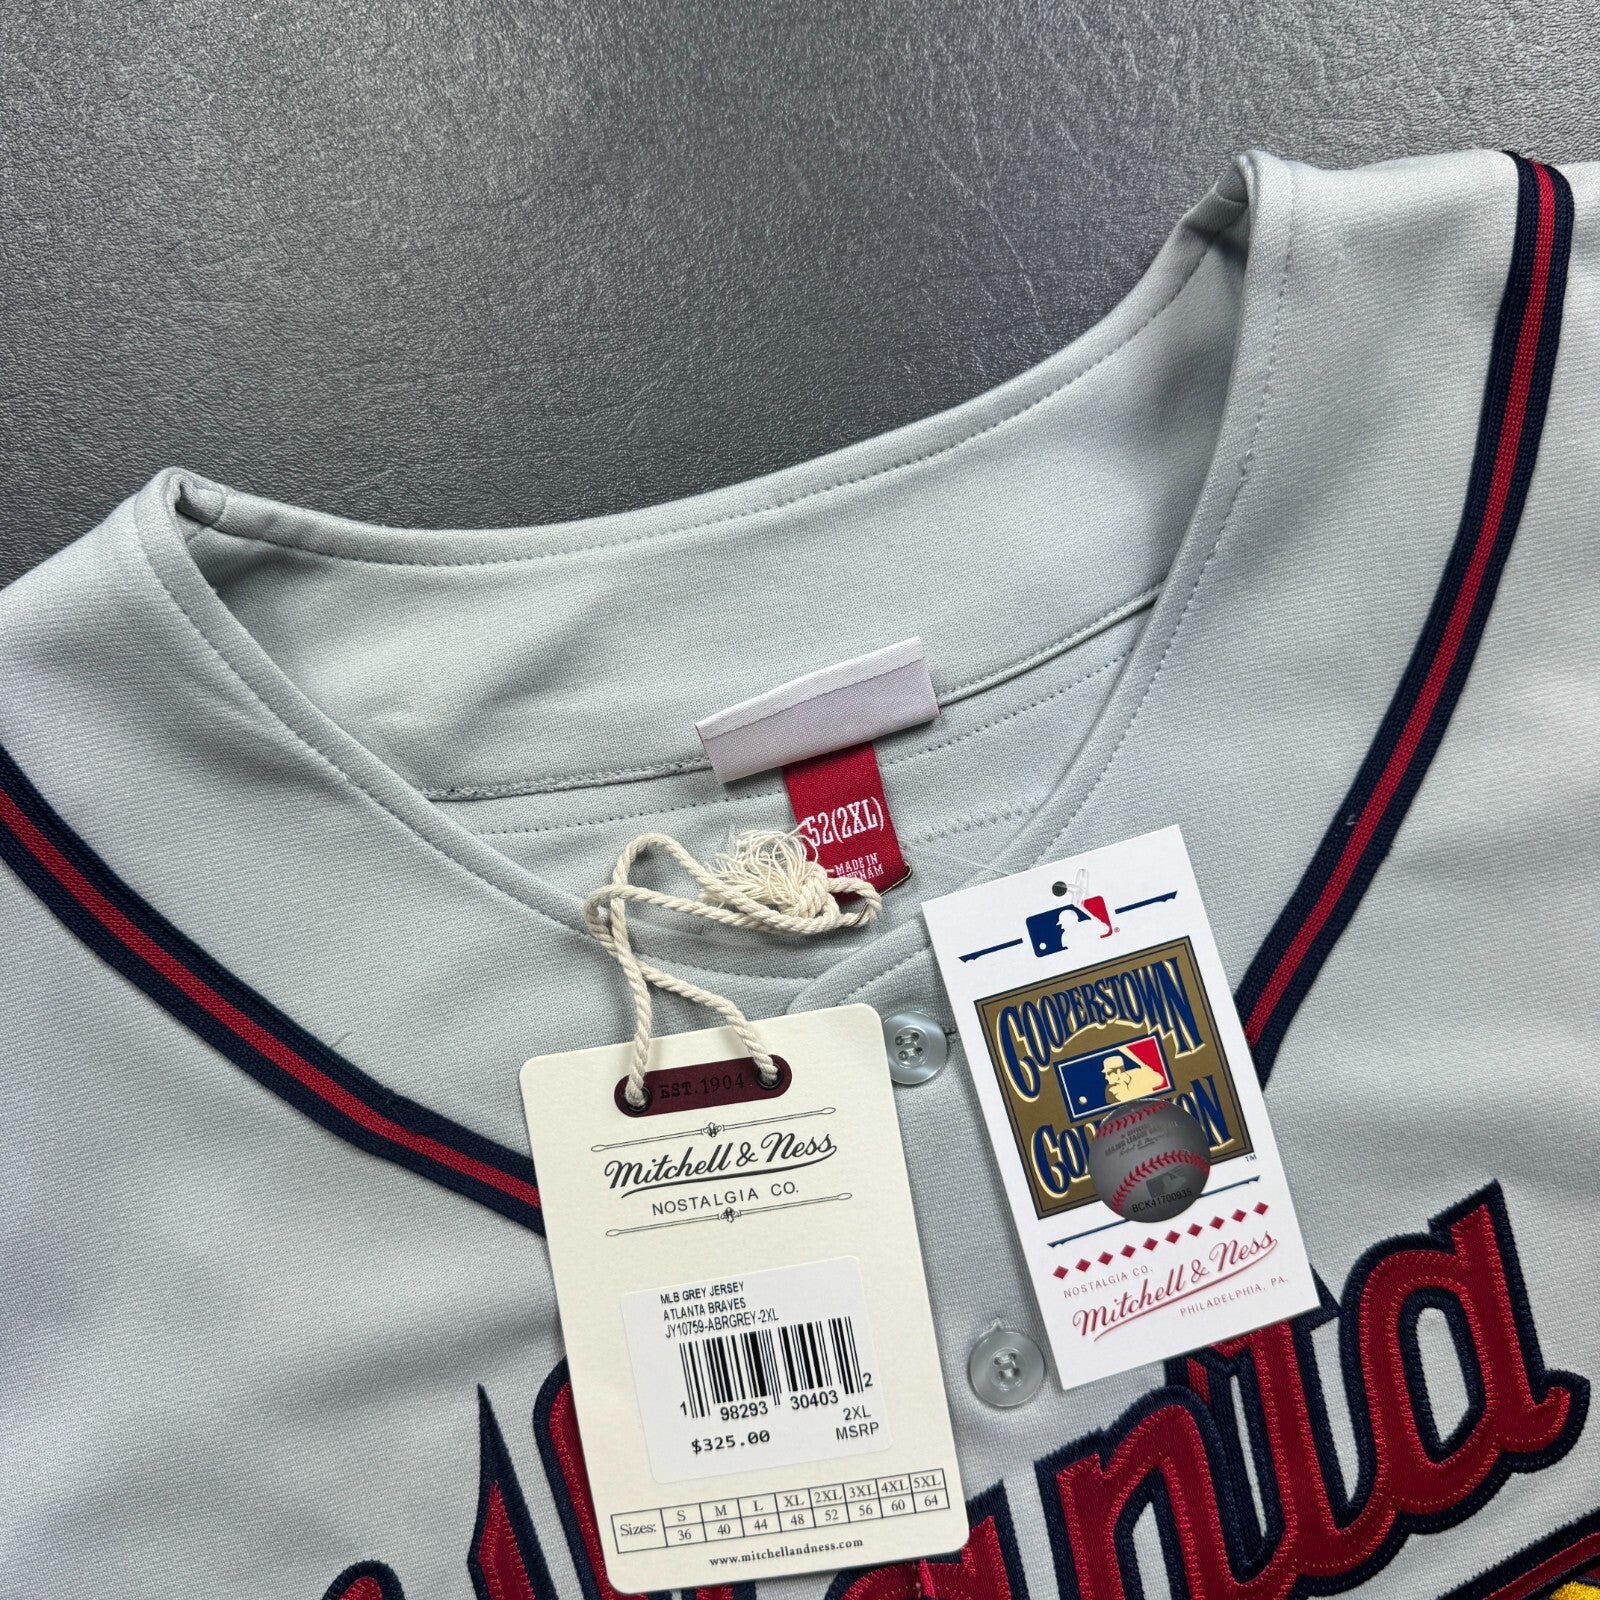 52(2XL)
MADE IN
EST.1904
Mitchell & Ness
NOSTALGIA CO.
MLB GREY JERSEY
ATLANTA BRAVES
JY10759-ABRGREY-2XL
1 98293 30403 2
2XL
$325.00 MSRP
Sizes: S M L XL 2XL 3XL 4XL 5XL
36 40 44 48 52 56 60 64
www.mitchellandness.com
COOPERSTOWN
TM
BCK41700935
NOSTALGIA CO.
Mitchell & Ness
PHILADELPHIA, PA.